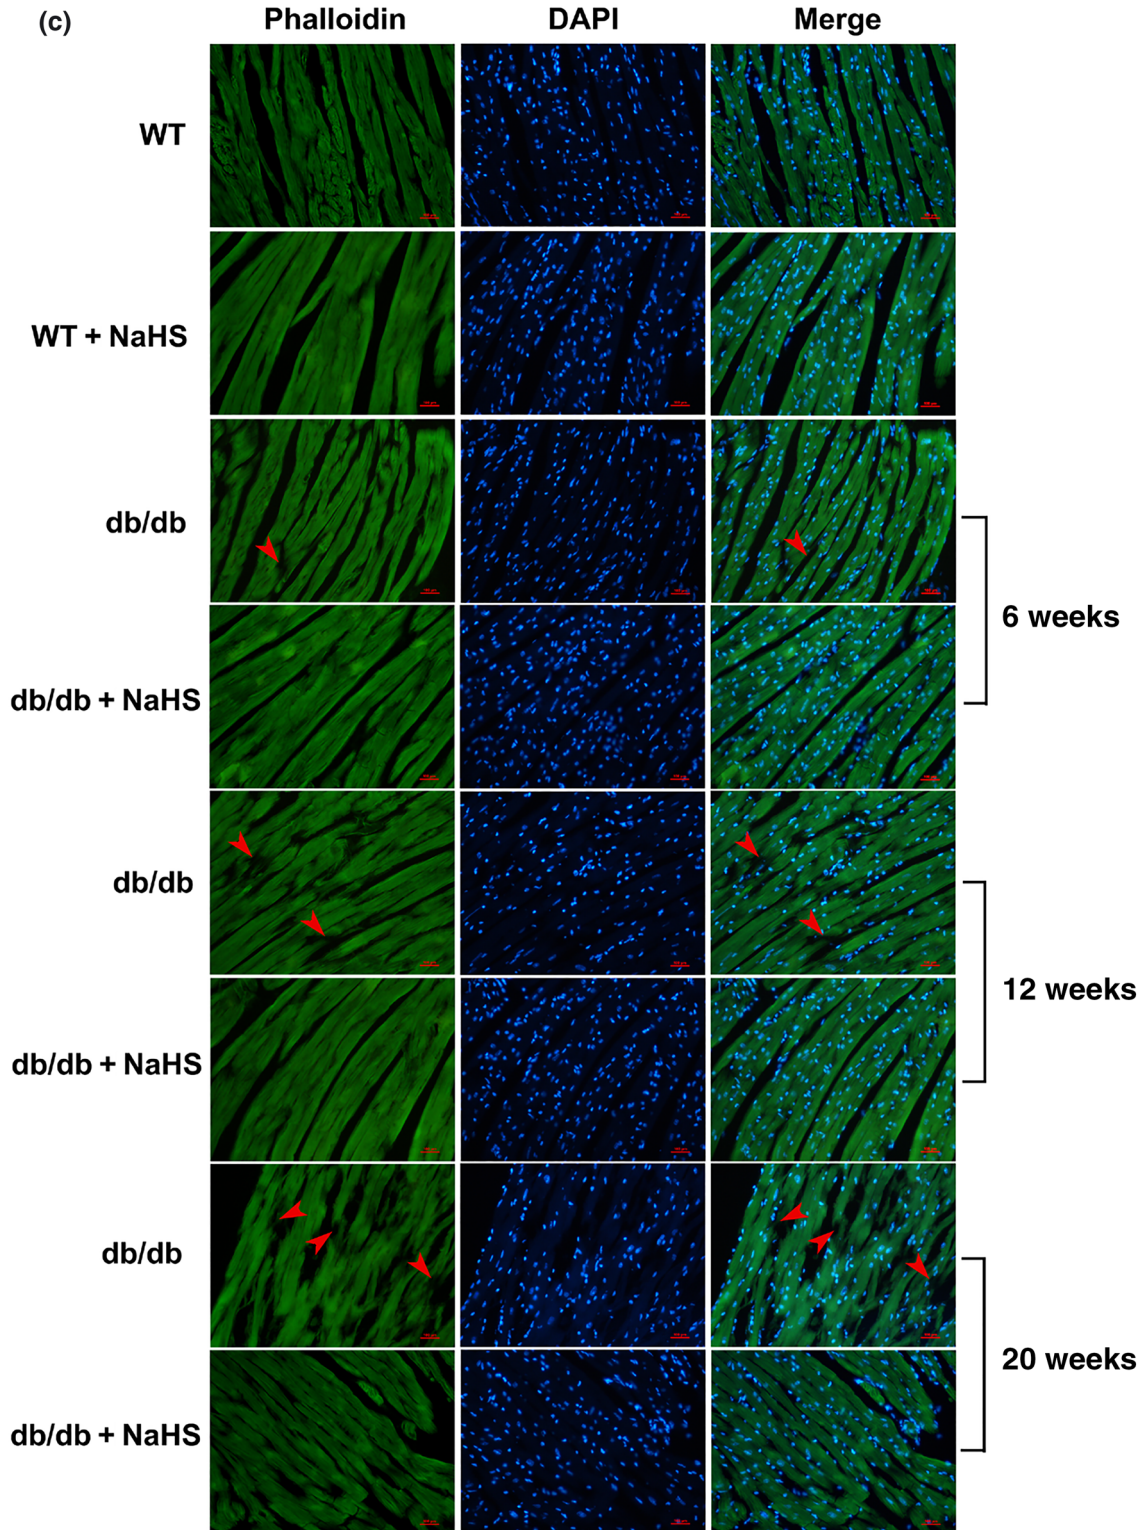 (c)
Phalloidin DAPI Merge
WT
WT + NaHS
db/db
6 weeks
db/db + NaHS
db/db
12 weeks
db/db + NaHS
db/db
20 weeks
db/db + NaHS